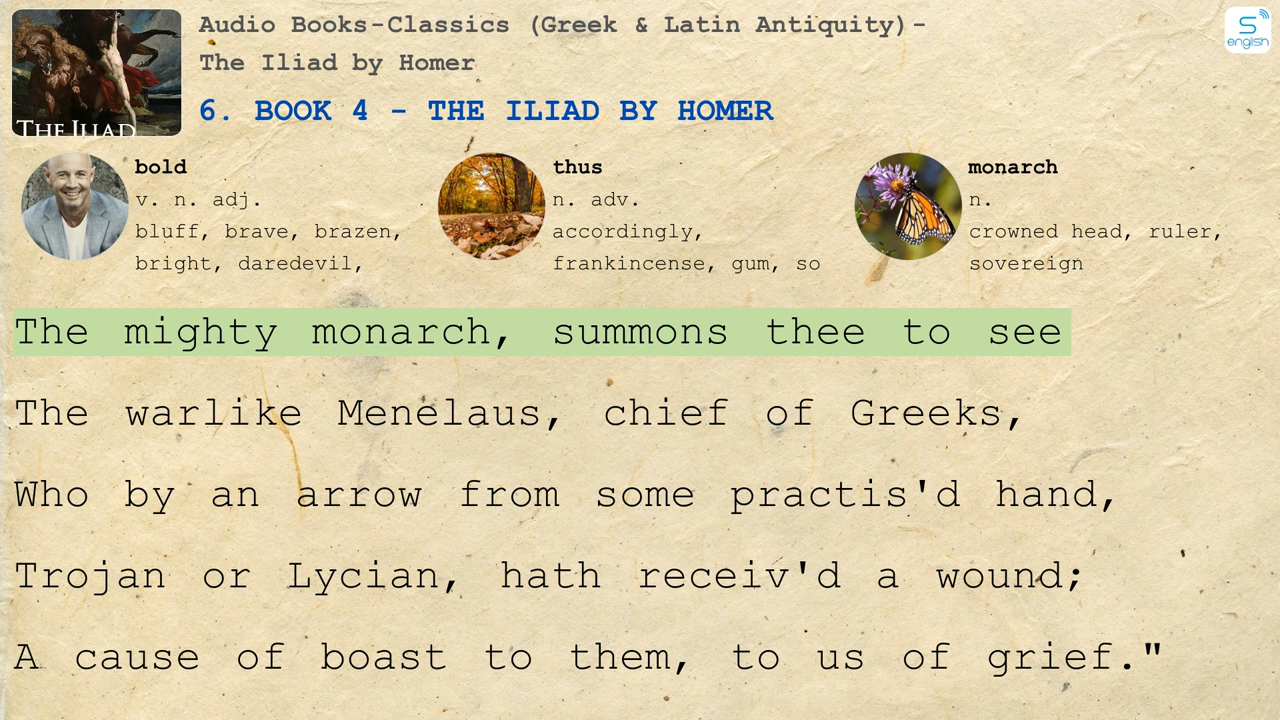 Audio Books-Classics (Greek & Latin Antiquity)-
The Iliad by Homer
6. BOOK 4 - THE ILIAD BY HOMER
THE ILIAD
S
english
bold
v. n. adj.
bluff, brave, brazen,
bright, daredevil,
thus
n. adv.
accordingly,
frankincense, gum, so
monarch
n.
crowned head, ruler,
sovereign
The mighty monarch, summons thee to see
The warlike Menelaus, chief of Greeks,
Who by an arrow from some practis'd hand,
Trojan or Lycian, hath receiv'd a wound;
A cause of boast to them, to us of grief."